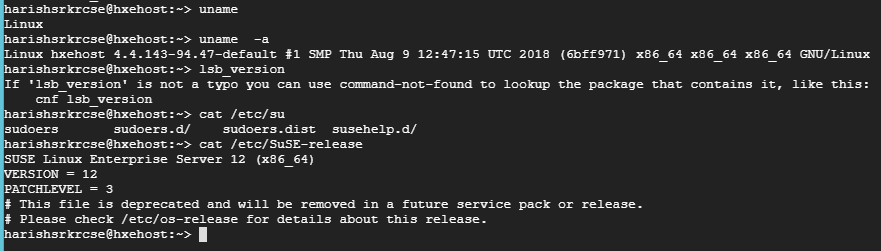 harishsrkrcse@hxehost:~> uname
Linux
harishsrkrcse@hxehost:~> uname  -a
Linux hxehost 4.4.143-94.47-default #1 SMP Thu Aug 9 12:47:15 UTC 2018 (6bff971) x86_64 x86_64 x86_64 GNU/Linux
harishsrkrcse@hxehost:~> lsb_version
If 'lsb_version' is not a typo you can use command-not-found to lookup the package that contains it, like this:
    cnf lsb_version
harishsrkrcse@hxehost:~> cat /etc/su
sudoers       sudoers.d/    sudoers.dist  susehelp.d/
harishsrkrcse@hxehost:~> cat /etc/SuSE-release
SUSE Linux Enterprise Server 12 (x86_64)
VERSION = 12
PATCHLEVEL = 3
# This file is deprecated and will be removed in a future service pack or release.
# Please check /etc/os-release for details about this release.
harishsrkrcse@hxehost:~>